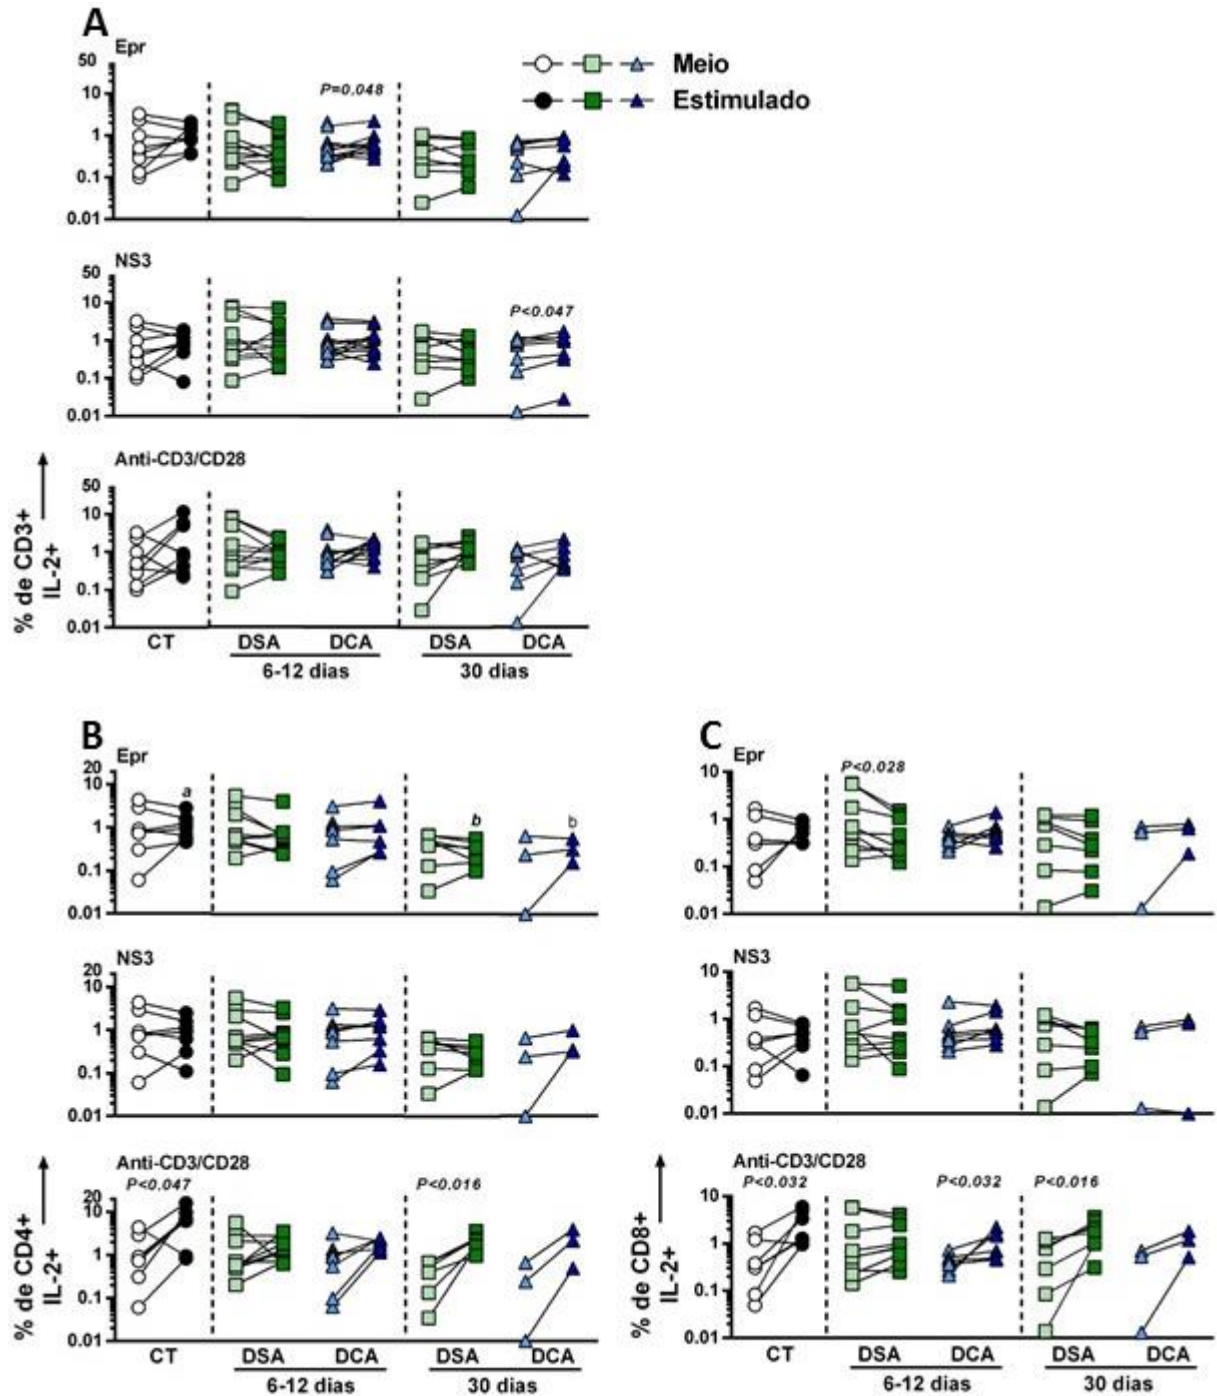 A
Epr
Meio
Estimulado
P=0.048
50
10
1
0.1
0.01
NS3
P<0.047
50
10
1
0.1
0.01
Anti-CD3/CD28
50
10
1
0.1
0.01
% de CD3+
IL-2+
CT DSA DCA DSA DCA
6-12 dias 30 dias
B
Epr
20
10
1
0.1
0.01
a
b
b
NS3
20
10
1
0.1
0.01
Anti-CD3/CD28
P<0.047 P<0.016
20
10
1
0.1
0.01
% de CD4+
IL-2+
CT DSA DCA DSA DCA
6-12 dias 30 dias
C
Epr
P<0.028
10
1
0.1
0.01
NS3
10
1
0.1
0.01
Anti-CD3/CD28
P<0.032 P<0.032 P<0.016
10
1
0.1
0.01
% de CD8+
IL-2+
CT DSA DCA DSA DCA
6-12 dias 30 dias